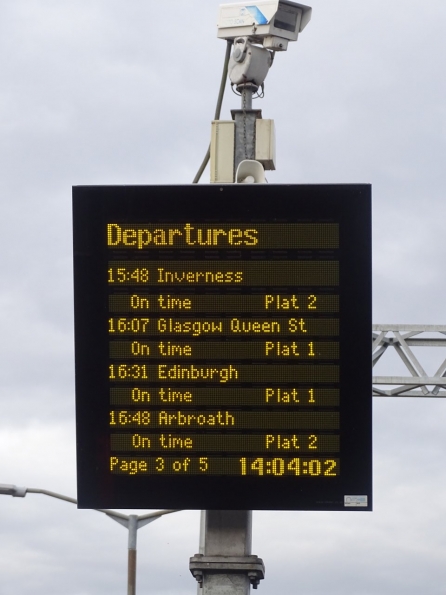 Departures
15:48 Inverness
On time Plat 2
16:07 Glasgow Queen St
On time Plat 1
16:31 Edinburgh
On time Plat 1
16:48 Arbroath
On time Plat 2
Page 3 of 5 14:04:02